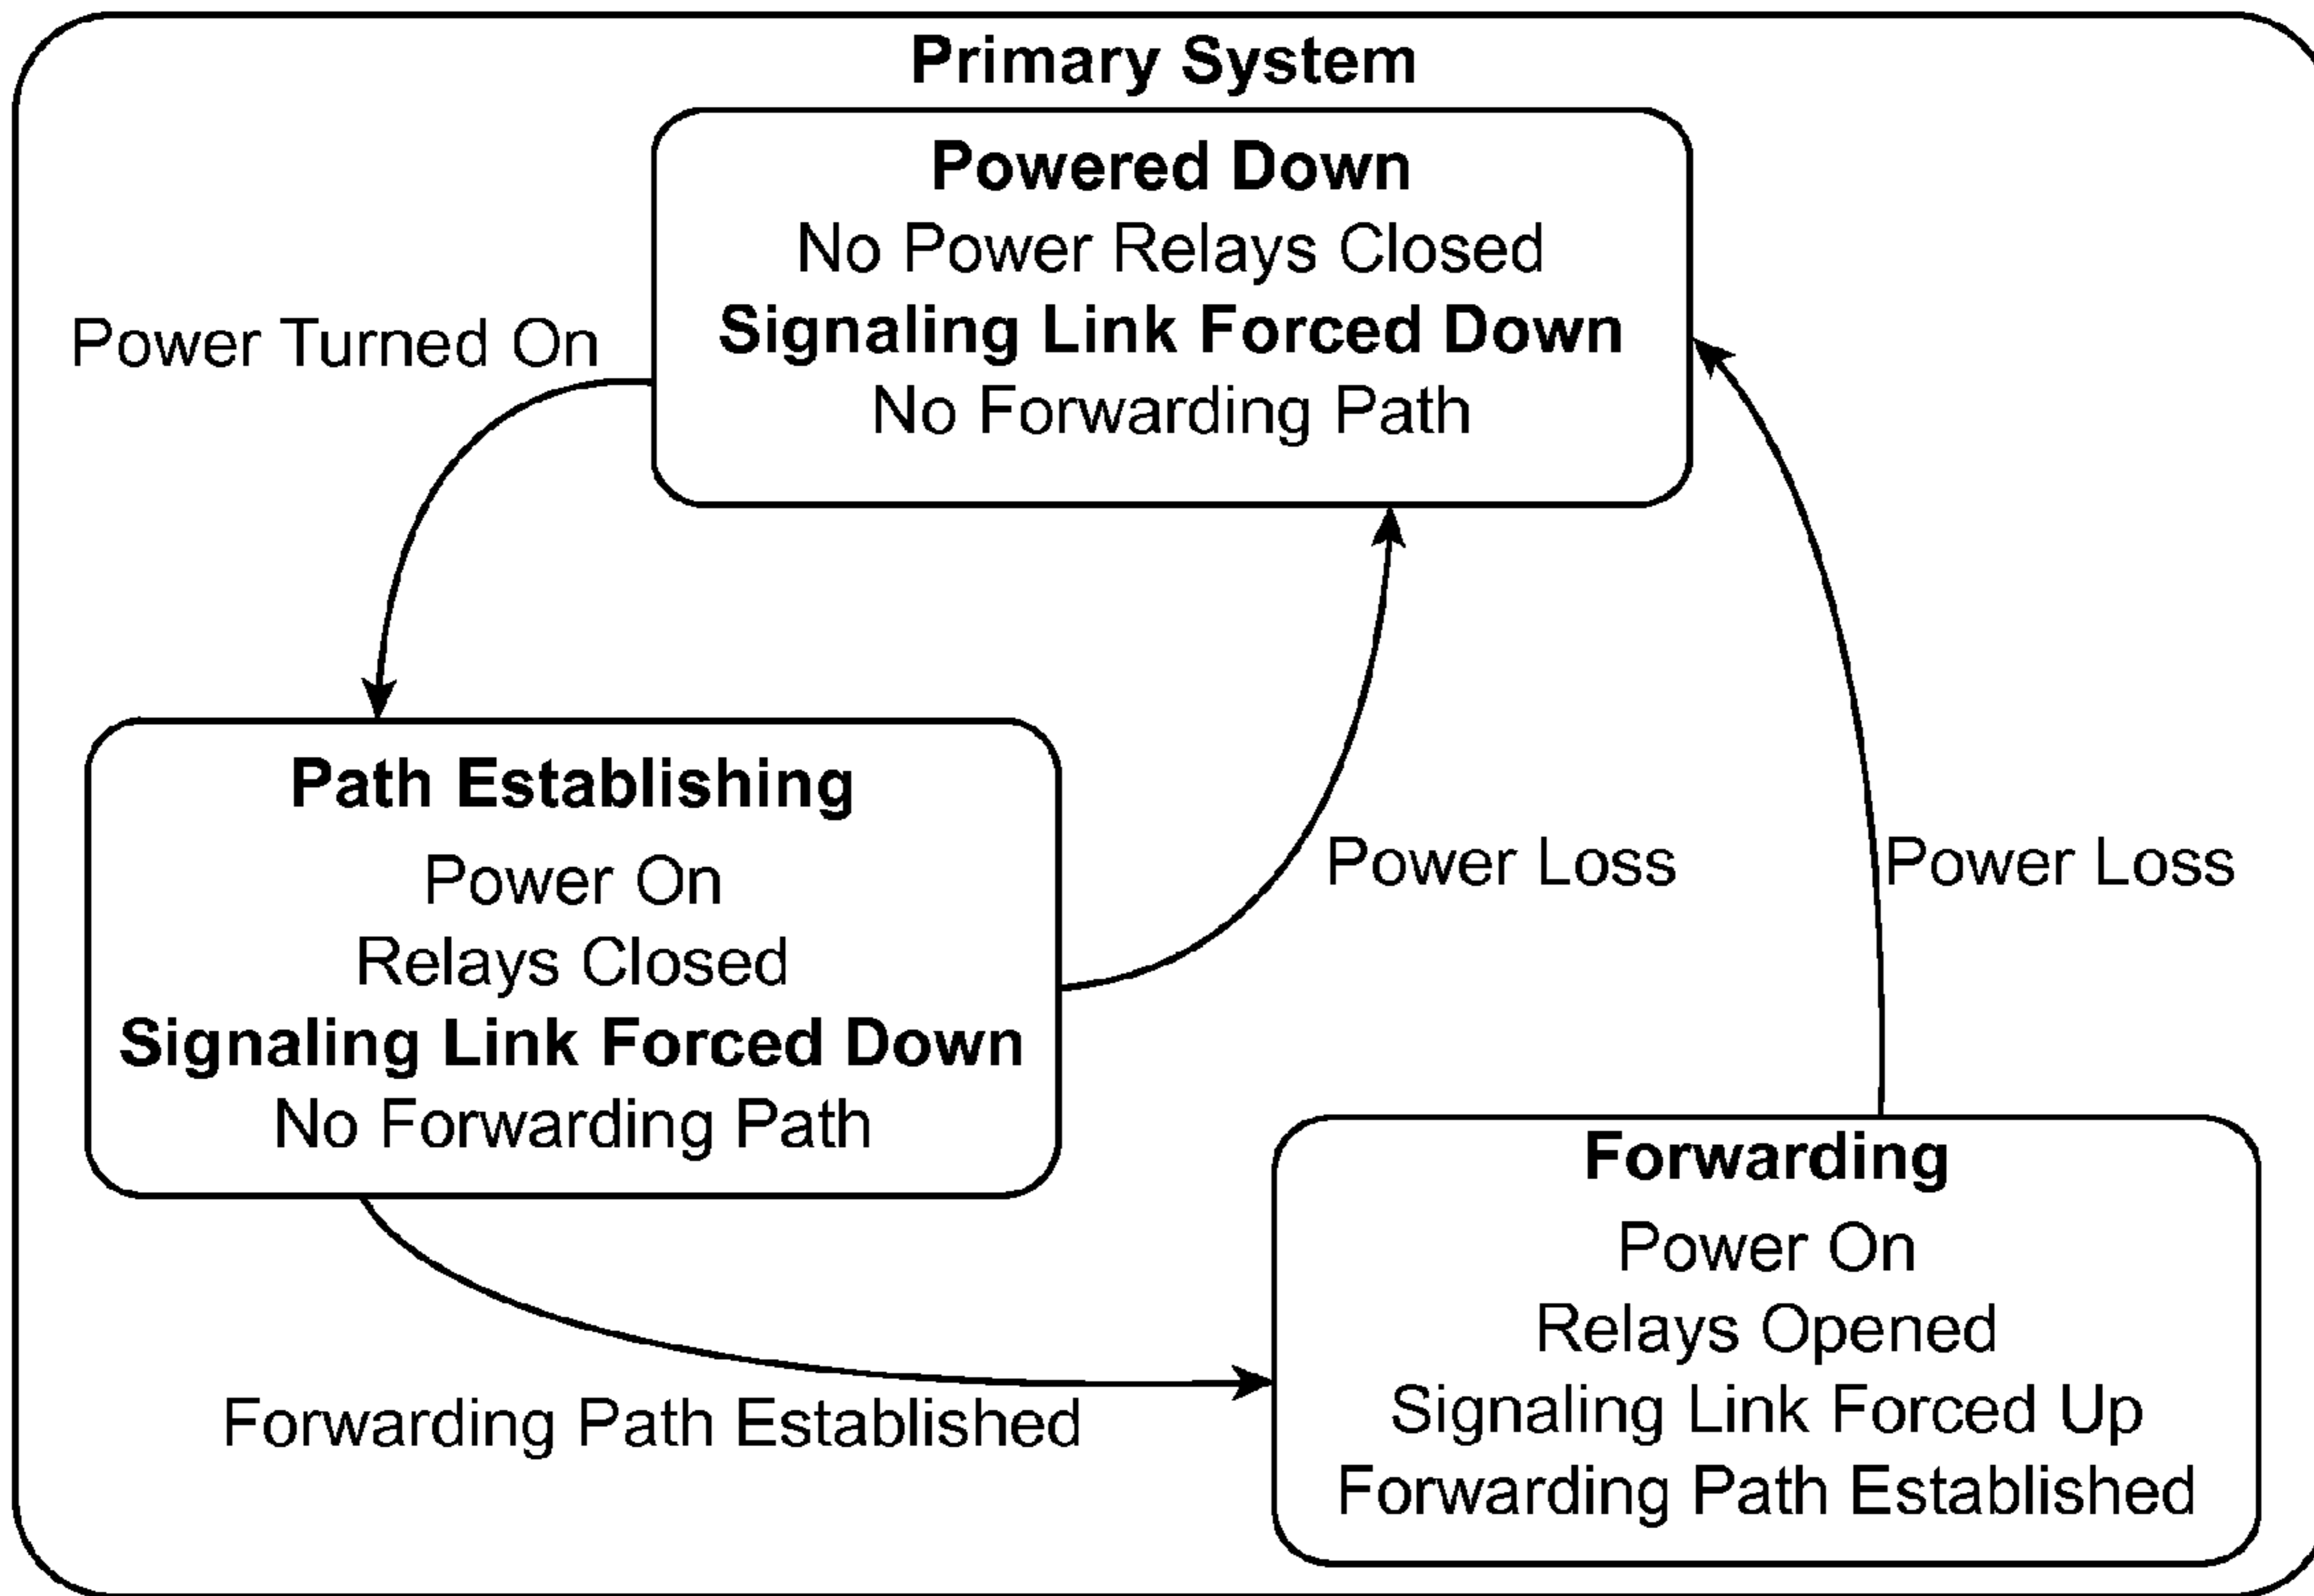 Primary System
Powered Down
No Power Relays Closed
Signaling Link Forced Down
No Forwarding Path
Power Turned On
Path Establishing
Power On
Relays Closed
Signaling Link Forced Down
No Forwarding Path
Power Loss
Power Loss
Forwarding
Power On
Relays Opened
Signaling Link Forced Up
Forwarding Path Established
Forwarding Path Established